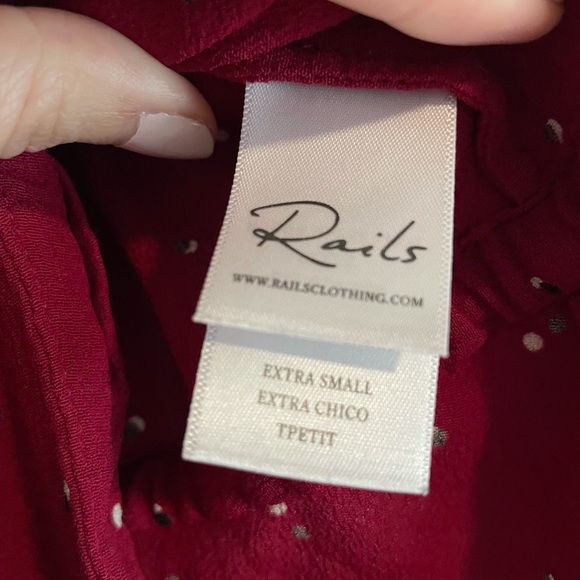 Rails
WWW.RAILSCLOTHING.COM
EXTRA SMALL
EXTRA CHICO
TPETIT